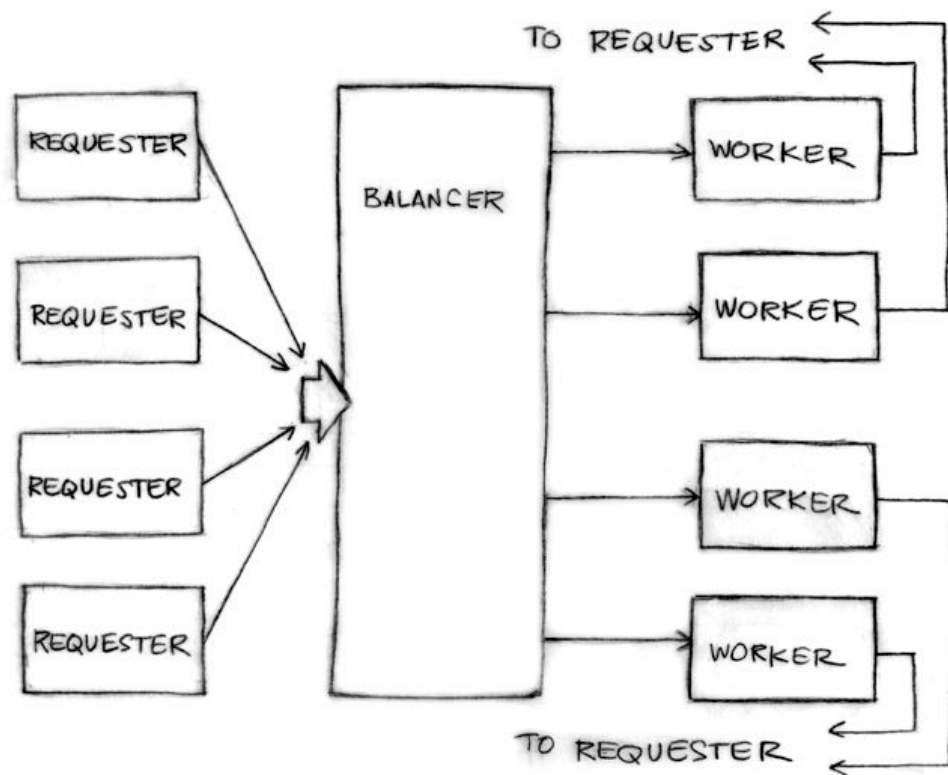 TO REQUESTER
REQUESTER
BALANCER
WORKER
REQUESTER
WORKER
REQUESTER
WORKER
REQUESTER
WORKER
TO REQUESTER